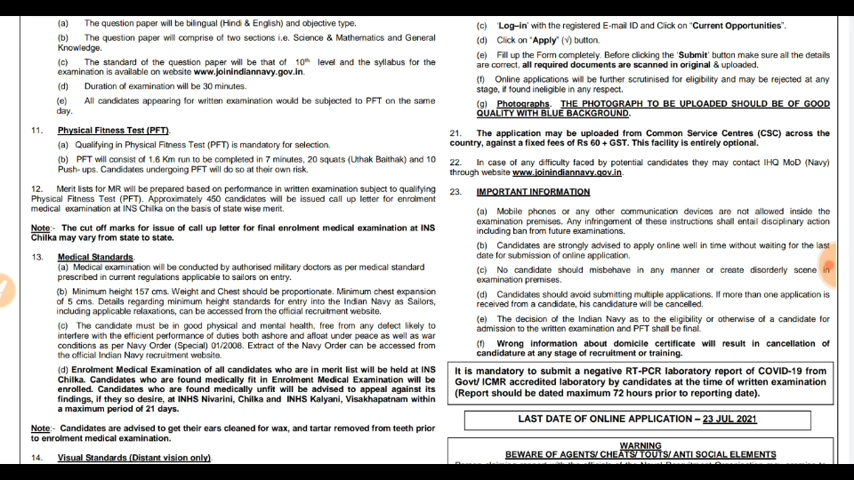 (a) The question paper will be bilingual (Hindi & English) and objective type.
(b) The question paper will comprise of two sections i.e. Science & Mathematics and General
Knowledge.
(c) The standard of the question paper will be that of 10th level and the syllabus for the
examination is available on website www.joinindiannavy.gov.in.
(d) Duration of examination will be 30 minutes.
(e) All candidates appearing for written examination would be subjected to PFT on the same
day.
11. Physical Fitness Test (PFT).
(a) Qualifying in Physical Fitness Test (PFT) is mandatory for selection.
(b) PFT will consist of 1.6 Km run to be completed in 7 minutes, 20 squats (Uthak Baithak) and 10
Push-ups. Candidates undergoing PFT will do so at their own risk.
12. Merit lists for MR will be prepared based on performance in written examination subject to qualifying
Physical Fitness Test (PFT). Approximately 450 candidates will be issued call up letter for enrolment
medical examination at INS Chilka on the basis of state wise merit.
Note:- The cut off marks for issue of call up letter for final enrolment medical examination at INS
Chilka may vary from state to state.
13. Medical Standards.
(a) Medical examination will be conducted by authorised military doctors as per medical standard
prescribed in current regulations applicable to sailors on entry.
(b) Minimum height 157 cms. Weight and Chest should be proportionate. Minimum chest expansion
of 5 cms. Details regarding minimum height standards for entry into the Indian Navy as Sailors,
including applicable relaxations, can be accessed from the official recruitment website.
(c) The candidate must be in good physical and mental health, free from any defect likely to
interfere with the efficient performance of duties both ashore and afloat under peace as well as war
conditions as per Navy Order (Special) 01/2008. Extract of the Navy Order can be accessed from
the official Indian Navy recruitment website.
(d) Enrolment Medical Examination of all candidates who are in merit list will be held at INS
Chilka. Candidates who are found medically fit in Enrolment Medical Examination will be
enrolled. Candidates who are found medically unfit will be advised to appeal against its
findings, if they so desire, at INHS Nivarini, Chilka and INHS Kalyani, Visakhapatnam within
a maximum period of 21 days.
Note:- Candidates are advised to get their ears cleaned for wax, and tartar removed from teeth prior
to enrolment medical examination.
14. Visual Standards (Distant vision only).
(c) 'Log-in' with the registered E-mail ID and Click on "Current Opportunities".
(d) Click on "Apply" (√) button.
(e) Fill up the Form completely. Before clicking the 'Submit' button make sure all the details
are correct, all required documents are scanned in original & uploaded.
(f) Online applications will be further scrutinised for eligibility and may be rejected at any
stage, if found ineligible in any respect.
(g) Photographs. THE PHOTOGRAPH TO BE UPLOADED SHOULD BE OF GOOD
QUALITY WITH BLUE BACKGROUND.
21. The application may be uploaded from Common Service Centres (CSC) across the
country, against a fixed fees of Rs 60 + GST. This facility is entirely optional.
22. In case of any difficulty faced by potential candidates they may contact IHQ MoD (Navy)
through website www.joinindiannavy.gov.in.
23. IMPORTANT INFORMATION
(a) Mobile phones or any other communication devices are not allowed inside the
examination premises. Any infringement of these instructions shall entail disciplinary action
including ban from future examinations.
(b) Candidates are strongly advised to apply online well in time without waiting for the last
date for submission of online application.
(c) No candidate should misbehave in any manner or create disorderly scene in
examination premises.
(d) Candidates should avoid submitting multiple applications. If more than one application is
received from a candidate, his candidature will be cancelled.
(e) The decision of the Indian Navy as to the eligibility or otherwise of a candidate for
admission to the written examination and PFT shall be final.
(f) Wrong information about domicile certificate will result in cancellation of
candidature at any stage of recruitment or training.
It is mandatory to submit a negative RT-PCR laboratory report of COVID-19 from
Govt/ ICMR accredited laboratory by candidates at the time of written examination
(Report should be dated maximum 72 hours prior to reporting date).
LAST DATE OF ONLINE APPLICATION – 23 JUL 2021
WARNING
BEWARE OF AGENTS/ CHEATS/ TOUTS/ ANTI SOCIAL ELEMENTS